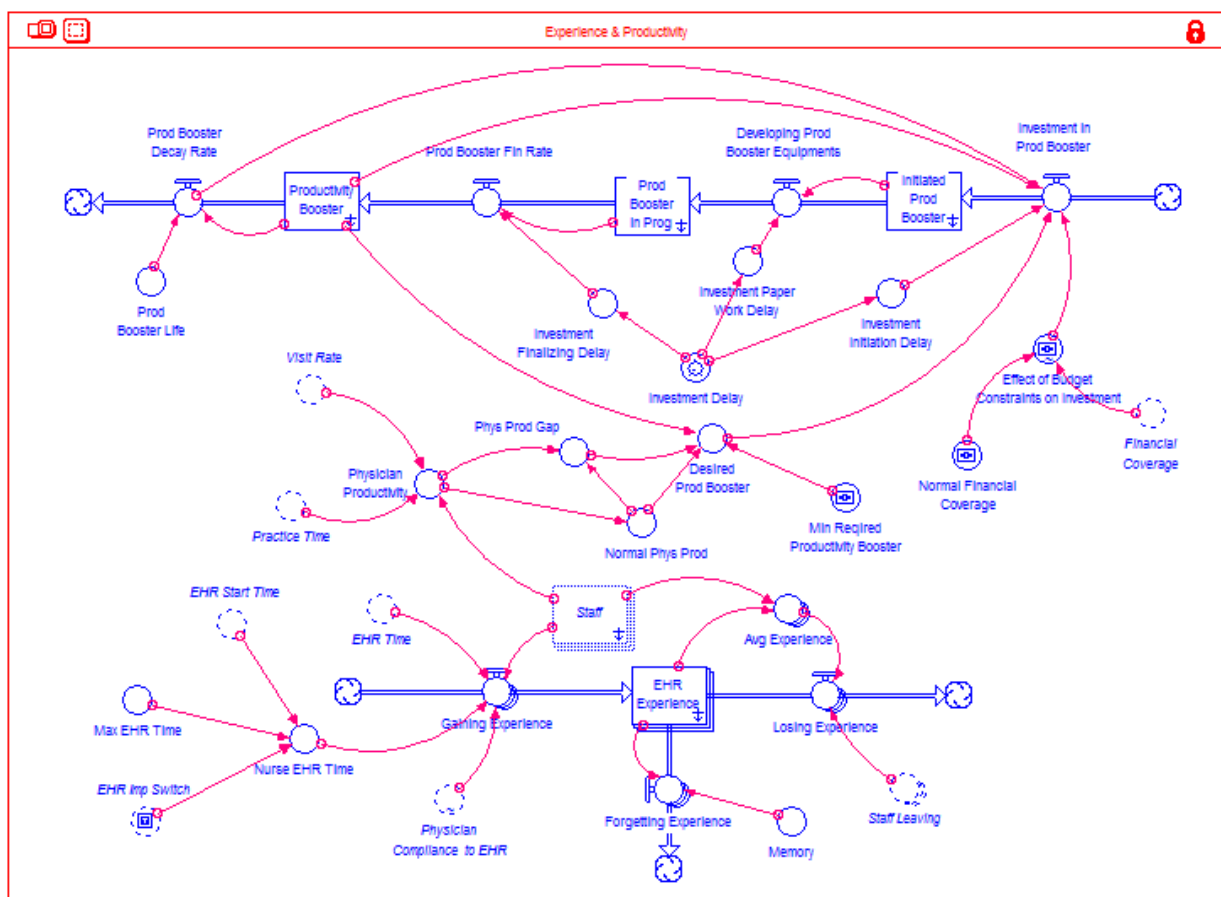 Experience & Productivity
Prod Booster
Decay Rate
Prod Booster Fin Rate
Developing Prod
Booster Equipments
Investment in
Prod Booster
Productivity
Booster
Prod
Booster
In Prog
Initiated
Prod
Booster
Prod
Booster Life
Investment
Finalizing Delay
Investment Paper
Work Delay
Investment
Initiation Delay
Visit Rate
Investment Delay
Effect of Budget
Constraints on Investment
Financial
Coverage
Phys Prod Gap
Physician
Productivity
Desired
Prod Booster
Normal Financial
Coverage
Practice Time
Normal Phys Prod
Min Reqired
Productivity Booster
EHR Start Time
EHR Time
Staff
Avg Experience
EHR
Experience
Max EHR Time
Gaining Experience
Losing Experience
Nurse EHR Time
EHR Imp Switch
Physician
Compliance to EHR
Forgetting Experience
Memory
Staff Leaving